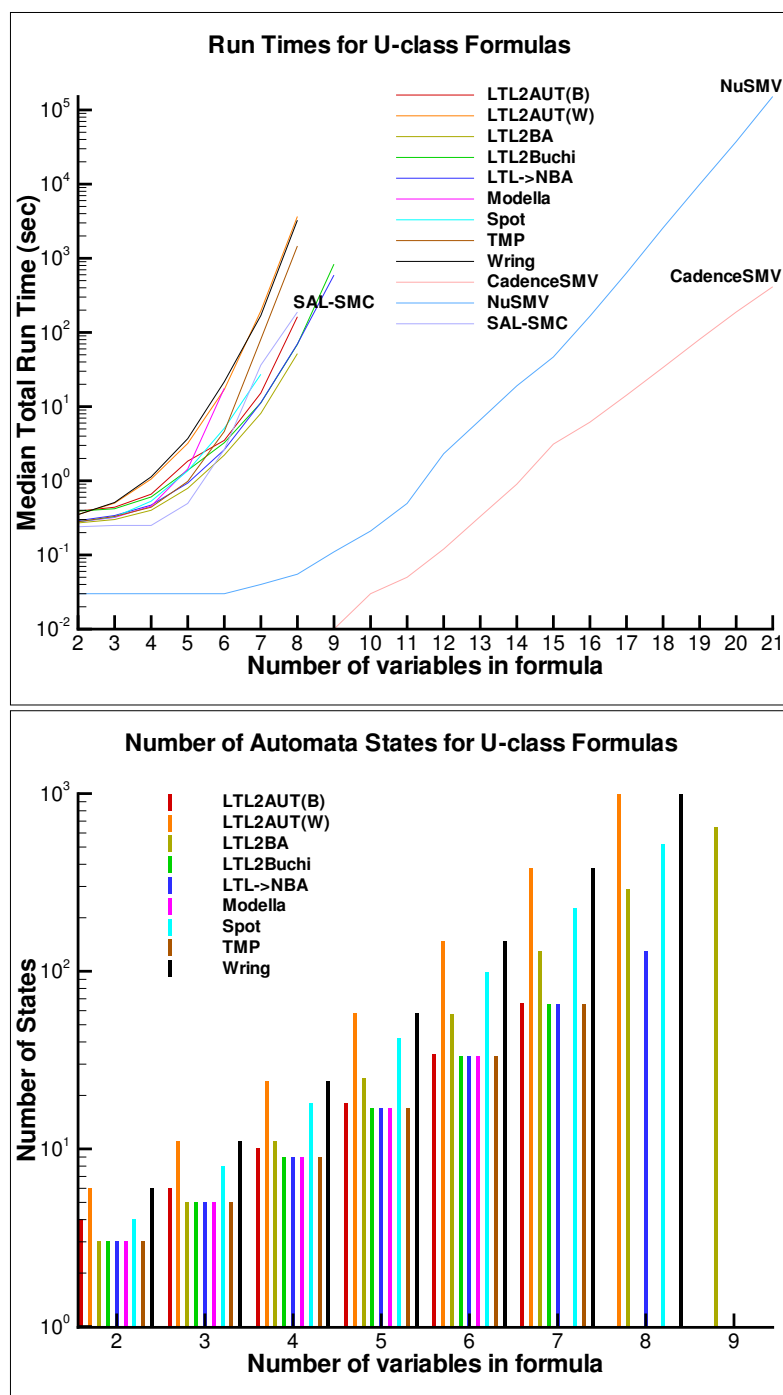 Run Times for U-class Formulas
Median Total Run Time (sec)
10^5
10^4
10^3
10^2
10^1
10^0
10^-1
10^-2
LTL2AUT(B)
LTL2AUT(W)
LTL2BA
LTL2Buchi
LTL->NBA
Modella
Spot
TMP
Wring
CadenceSMV
NuSMV
SAL-SMC
NuSMV
CadenceSMV
SAL-SMC
2 3 4 5 6 7 8 9 10 11 12 13 14 15 16 17 18 19 20 21
Number of variables in formula
Number of Automata States for U-class Formulas
Number of States
10^3
10^2
10^1
10^0
LTL2AUT(B)
LTL2AUT(W)
LTL2BA
LTL2Buchi
LTL->NBA
Modella
Spot
TMP
Wring
2 3 4 5 6 7 8 9
Number of variables in formula